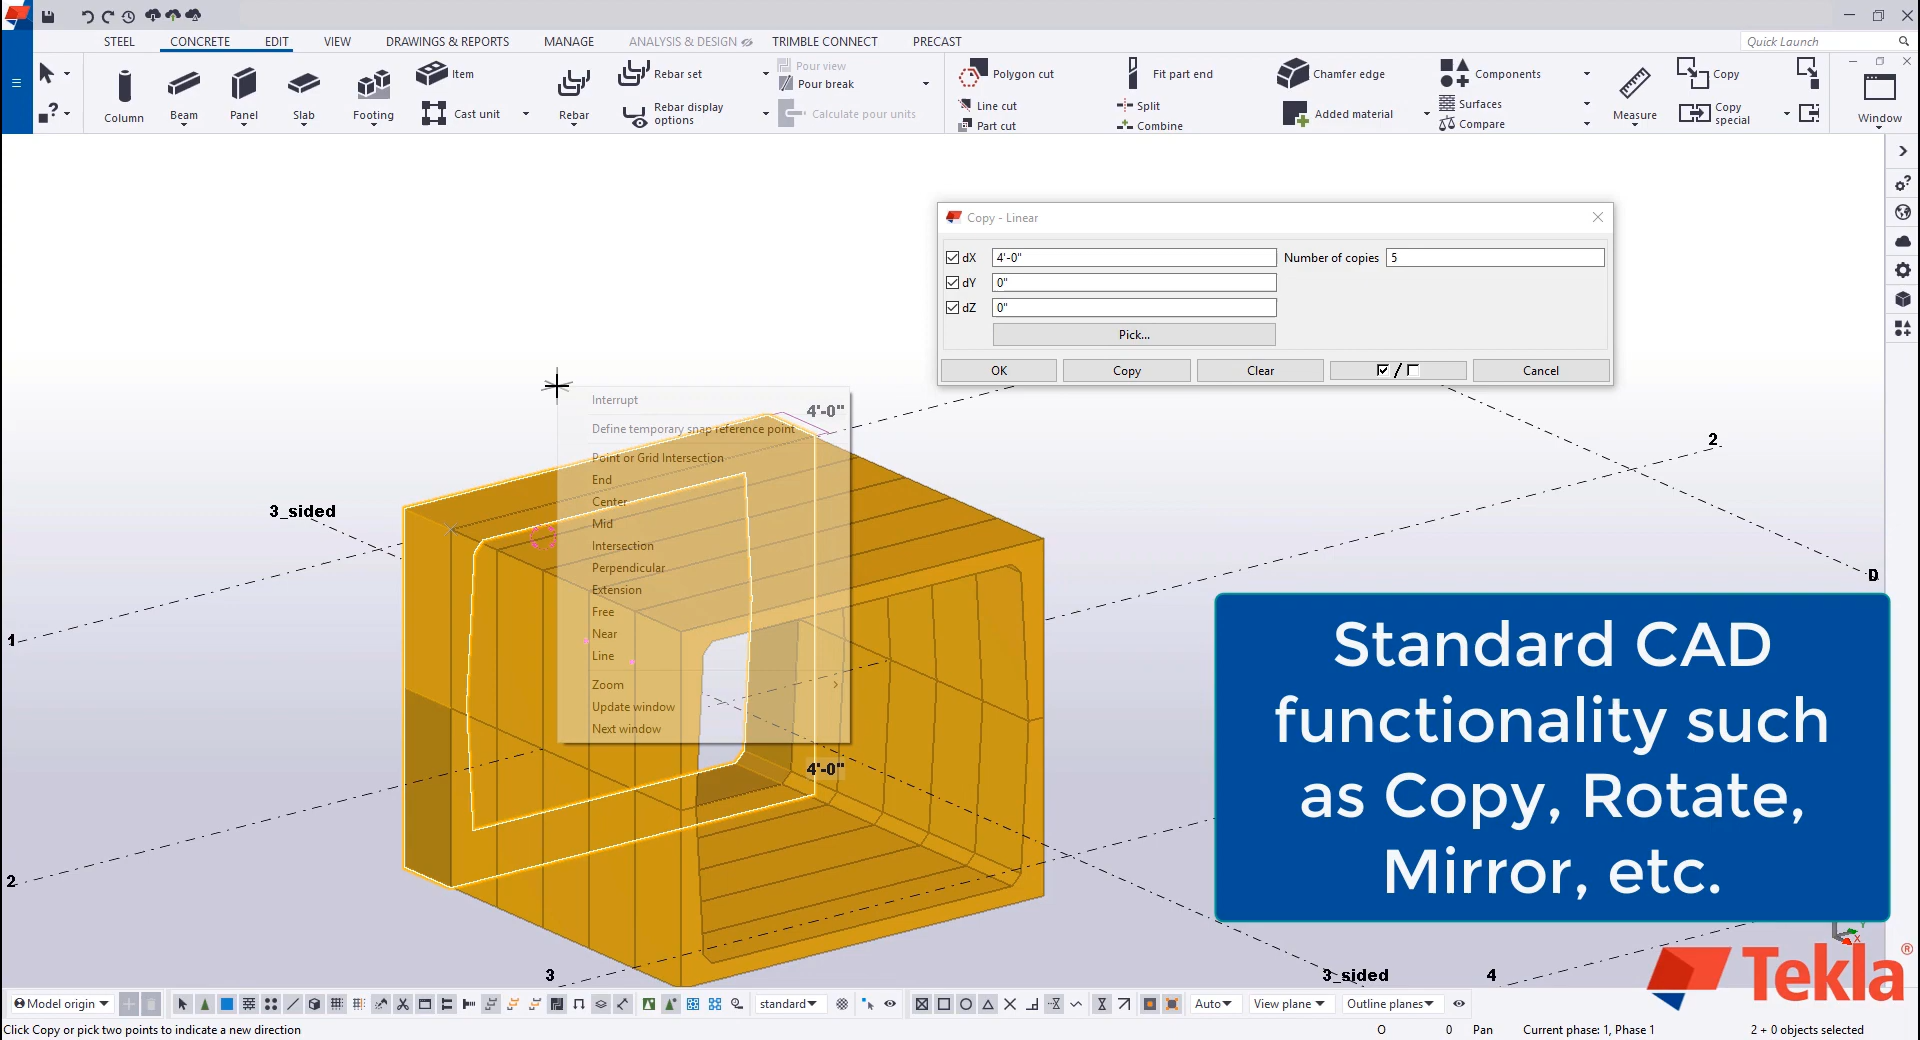 STEEL
CONCRETE
EDIT
VIEW
DRAWINGS & REPORTS
MANAGE
ANALYSIS & DESIGN
TRIMBLE CONNECT
PRECAST
Quick Launch
Column
Beam
Panel
Slab
Footing
Item
Cast unit
Rebar
Rebar set
Rebar display
options
Pour view
Pour break
Calculate pour units
Polygon cut
Line cut
Part cut
Fit part end
Split
Combine
Chamfer edge
Added material
Components
Surfaces
Compare
Measure
Copy
Copy
special
Window
Copy - Linear
dX 4'-0" Number of copies 5
dY 0"
dZ 0"
Pick...
OK Copy Clear / Cancel
Interrupt
Define temporary snap reference point
Point or Grid Intersection
End
Center
Mid
Intersection
Perpendicular
Extension
Free
Near
Line
Zoom
Update window
Next window
4'-0"
4'-0"
3_sided
1
2
3
2
D
3_sided
4
Standard CAD
functionality such
as Copy, Rotate,
Mirror, etc.
Y
X
Tekla®
Model origin
standard
Auto
View plane
Outline planes
Click Copy or pick two points to indicate a new direction
O 0 Pan Current phase: 1, Phase 1 2 + 0 objects selected